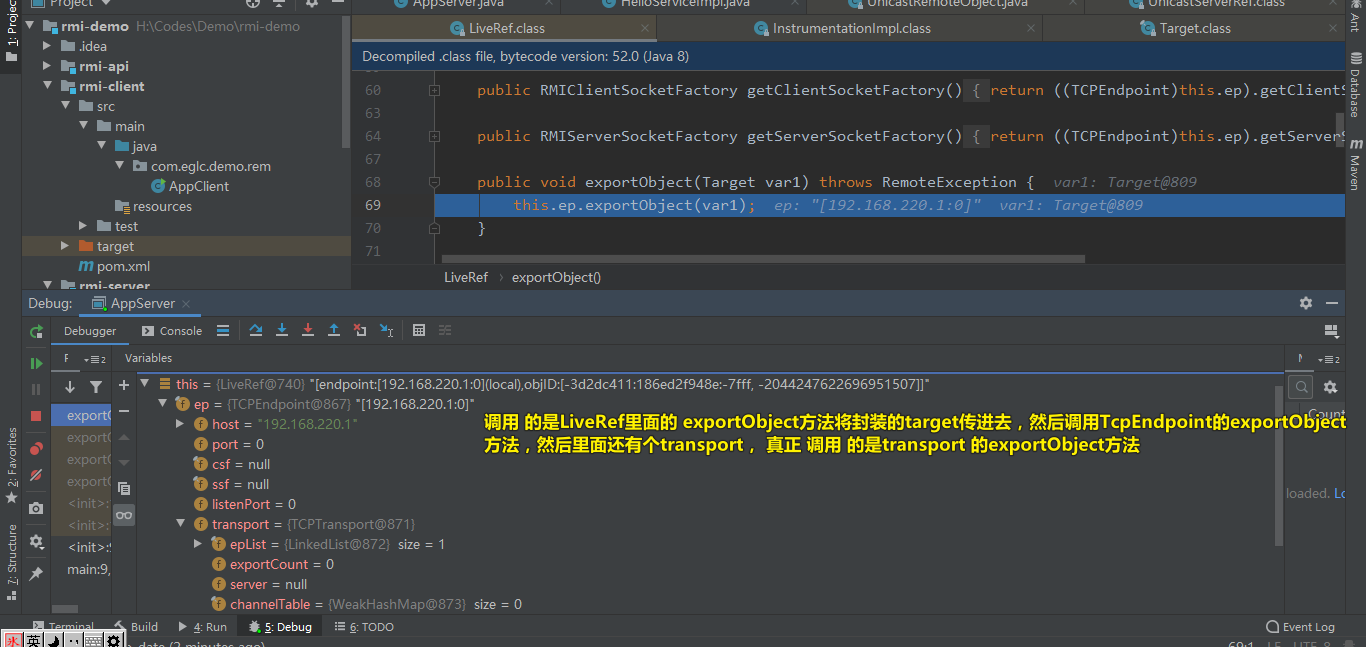 Project
AppServer.java
HelloServiceImpl.java
UnicastRemoteObject.java
UnicastServerRef.class
1: Project
rmi-demo H:\Codes\Demo\rmi-demo
LiveRef.class
InstrumentationImpl.class
Target.class
Ant
.idea
Decompiled .class file, bytecode version: 52.0 (Java 8)
rmi-api
rmi-client
60 public RMIClientSocketFactory getClientSocketFactory() { return ((TCPEndpoint)this.ep).getClientS
Database
src
63
main
64 public RMIServerSocketFactory getServerSocketFactory() { return ((TCPEndpoint)this.ep).getServerS
java
67
Maven
com.eglc.demo.rem
68 public void exportObject(Target var1) throws RemoteException { var1: Target@809
AppClient
69 this.ep.exportObject(var1); ep: "[192.168.220.1:0]" var1: Target@809
resources
70 }
test
71
target
pom.xml
LiveRef › exportObject()
rmi-server
Debug: AppServer
Debugger Console
Variables
this = {LiveRef@740} "[endpoint:[192.168.220.1:0](local),objID:[-3d2dc411:186ed2f948e:-7fff, -2044247622696951507]]"
ep = {TCPEndpoint@867} "[192.168.220.1:0]"
host = "192.168.220.1"
port = 0
csf = null
ssf = null
listenPort = 0
transport = {TCPTransport@871}
epList = {LinkedList@872} size = 1
exportCount = 0
server = null
channelTable = {WeakHashMap@873} size = 0
调用 的是LiveRef里面的 exportObject方法将封装的target传进去，然后调用TcpEndpoint的exportObject
方法，然后里面还有个transport， 真正 调用 的是transport 的exportObject方法
Count
loaded. Lo
export
export
export
export
<init>:
<init>:
<init>:
main:9,
2: Favorites
7: Structure
Terminal Build 4: Run 5: Debug 6: TODO Event Log
英
69:1 LF UTF-8